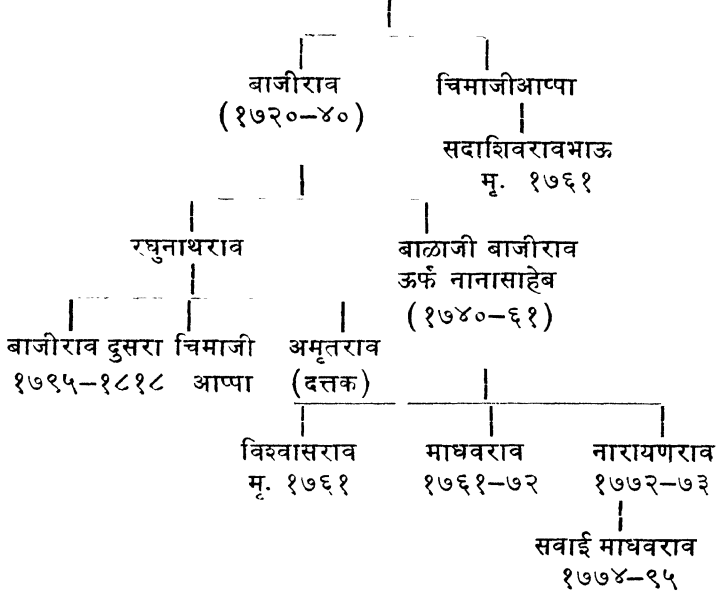 बाजीराव चिमाजीआप्पा
(१७२०–४०)
सदाशिवरावभाऊ
मृ. १७६१
रघुनाथराव बाळाजी बाजीराव
ऊर्फ नानासाहेब
(१७४०–६१)
बाजीराव दुसरा चिमाजी अमृतराव
१७९५–१८१८ आप्पा (दत्तक)
विश्वासराव माधवराव नारायणराव
मृ. १७६१ १७६१–७२ १७७२–७३
सवाई माधवराव
१७७४–९५